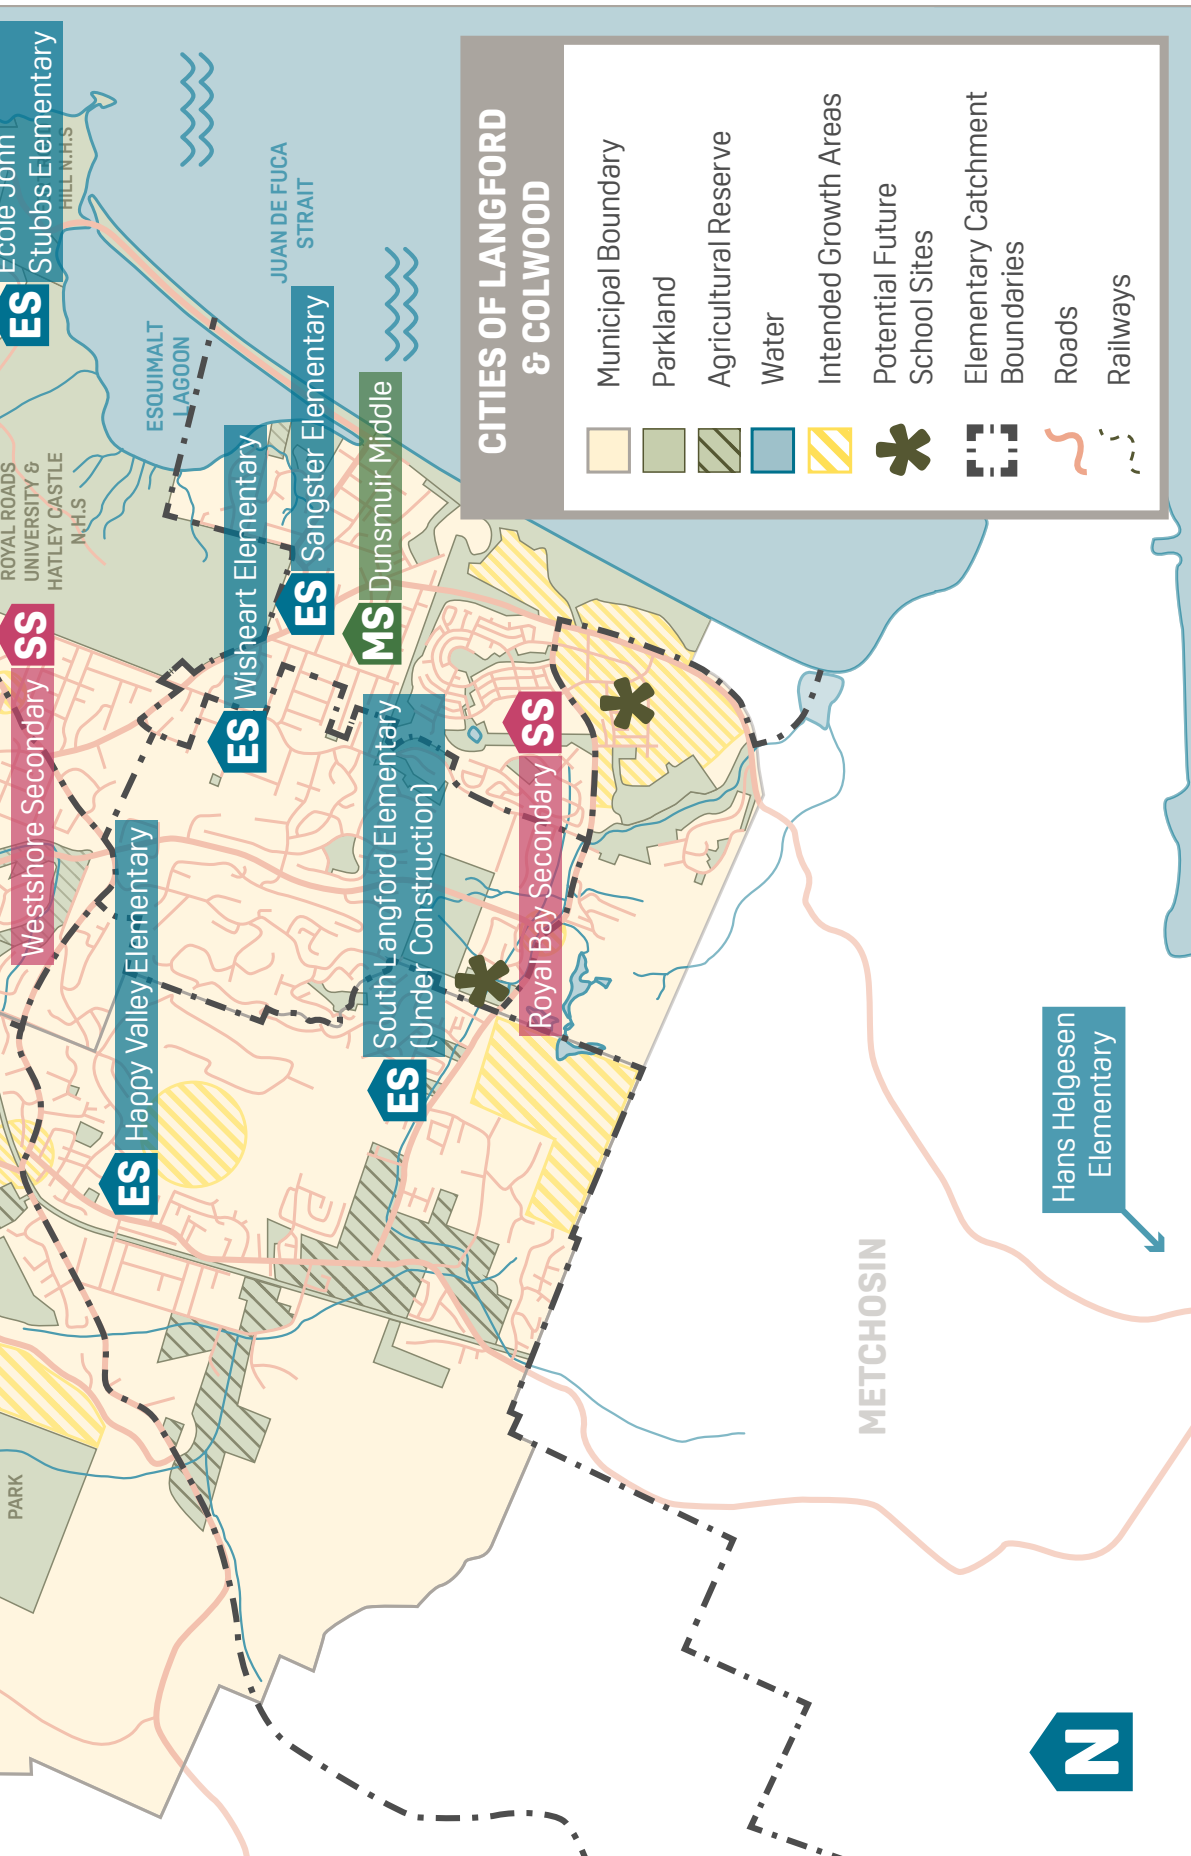 École John
Stubbs Elementary
ES
HILL N.H.S
ROYAL ROADS
UNIVERSITY &
HATLEY CASTLE
N.H.S
ESQUIMALT
LAGOON
JUAN DE FUCA
STRAIT
SS
Westshore Secondary
ES
Wisheart Elementary
ES
Sangster Elementary
MS
Dunsmuir Middle
ES
Happy Valley Elementary
ES
South Langford Elementary
(Under Construction)
SS
Royal Bay Secondary
PARK
METCHOSIN
Hans Helgesen
Elementary
N
CITIES OF LANGFORD
& COLWOOD
Municipal Boundary
Parkland
Agricultural Reserve
Water
Intended Growth Areas
Potential Future
School Sites
Elementary Catchment
Boundaries
Roads
Railways